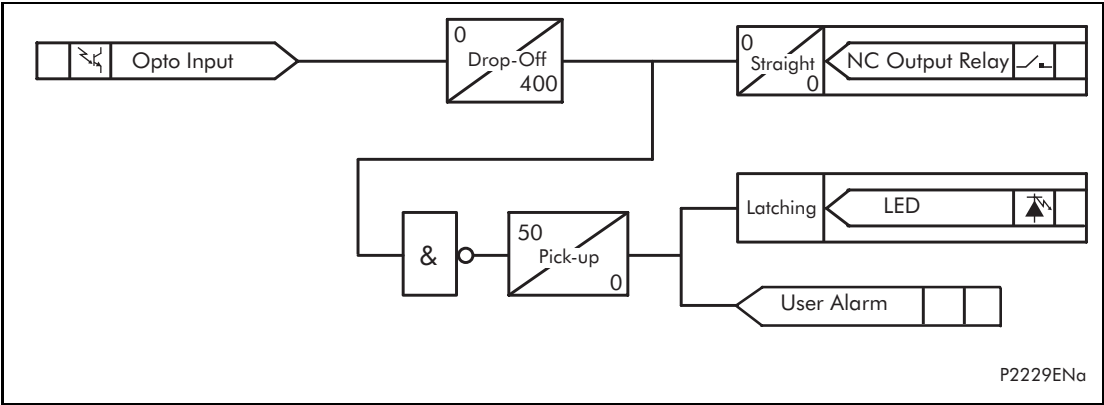 Opto Input
0
Drop-Off
400
0
Straight
0
NC Output Relay
&
50
Pick-up
0
Latching
LED
User Alarm
P2229ENa